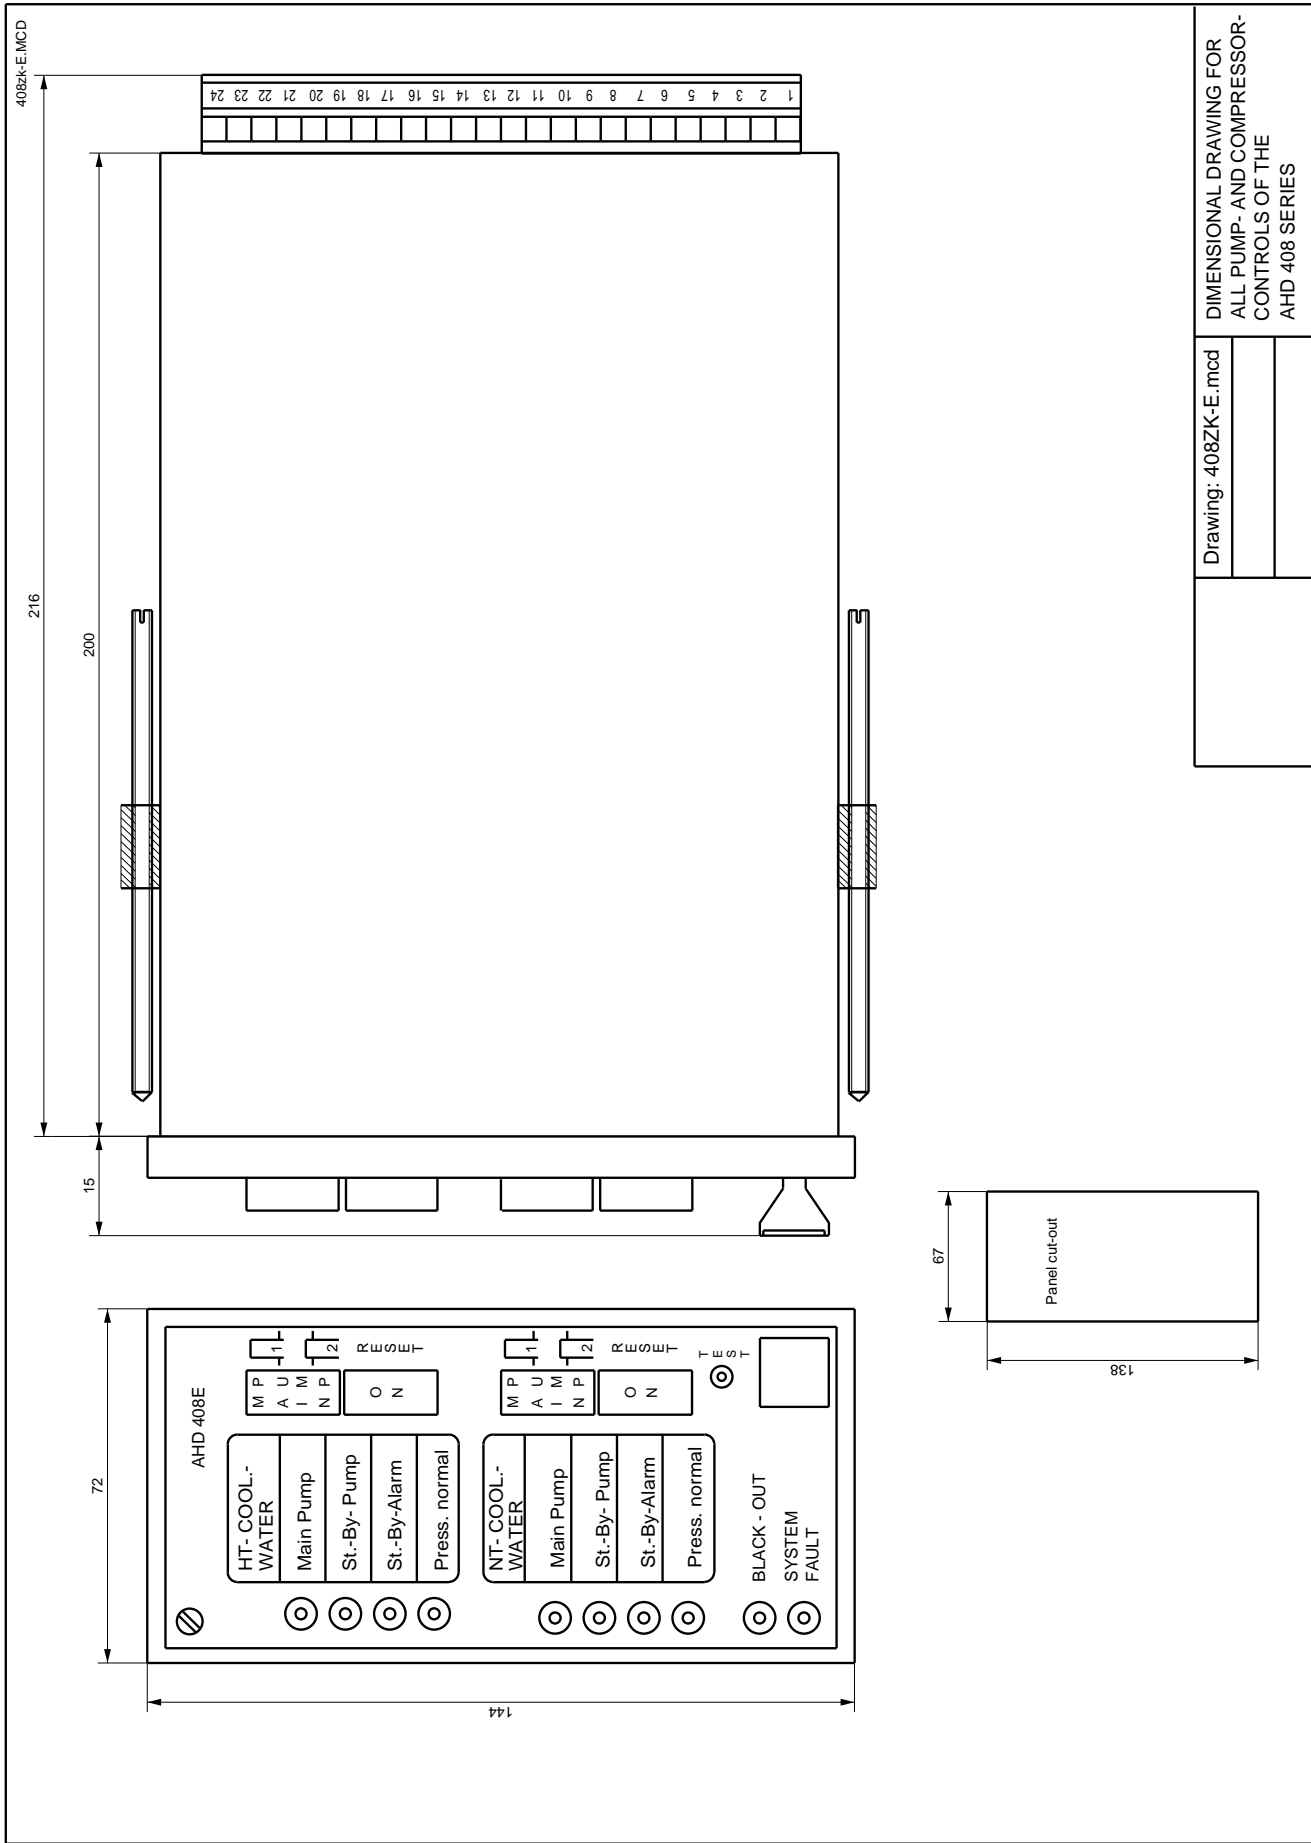 408zk-E.MCD
216
200
15
24 23 22 21 20 19 18 17 16 15 14 13 12 11 10 9 8 7 6 5 4 3 2 1
72
144
AHD 408E
HT- COOL.-
WATER
Main Pump
St.-By- Pump
St.-By-Alarm
Press. normal
M P
A U
I M
N P
1
2
O
N
RESET
NT- COOL.-
WATER
Main Pump
St.-By- Pump
St.-By-Alarm
Press. normal
M P
A U
I M
N P
1
2
O
N
RESET
TEST
BLACK - OUT
SYSTEM
FAULT
67
138
Panel cut-out
Drawing: 408ZK-E.mcd
DIMENSIONAL DRAWING FOR
ALL PUMP- AND COMPRESSOR-
CONTROLS OF THE
AHD 408 SERIES